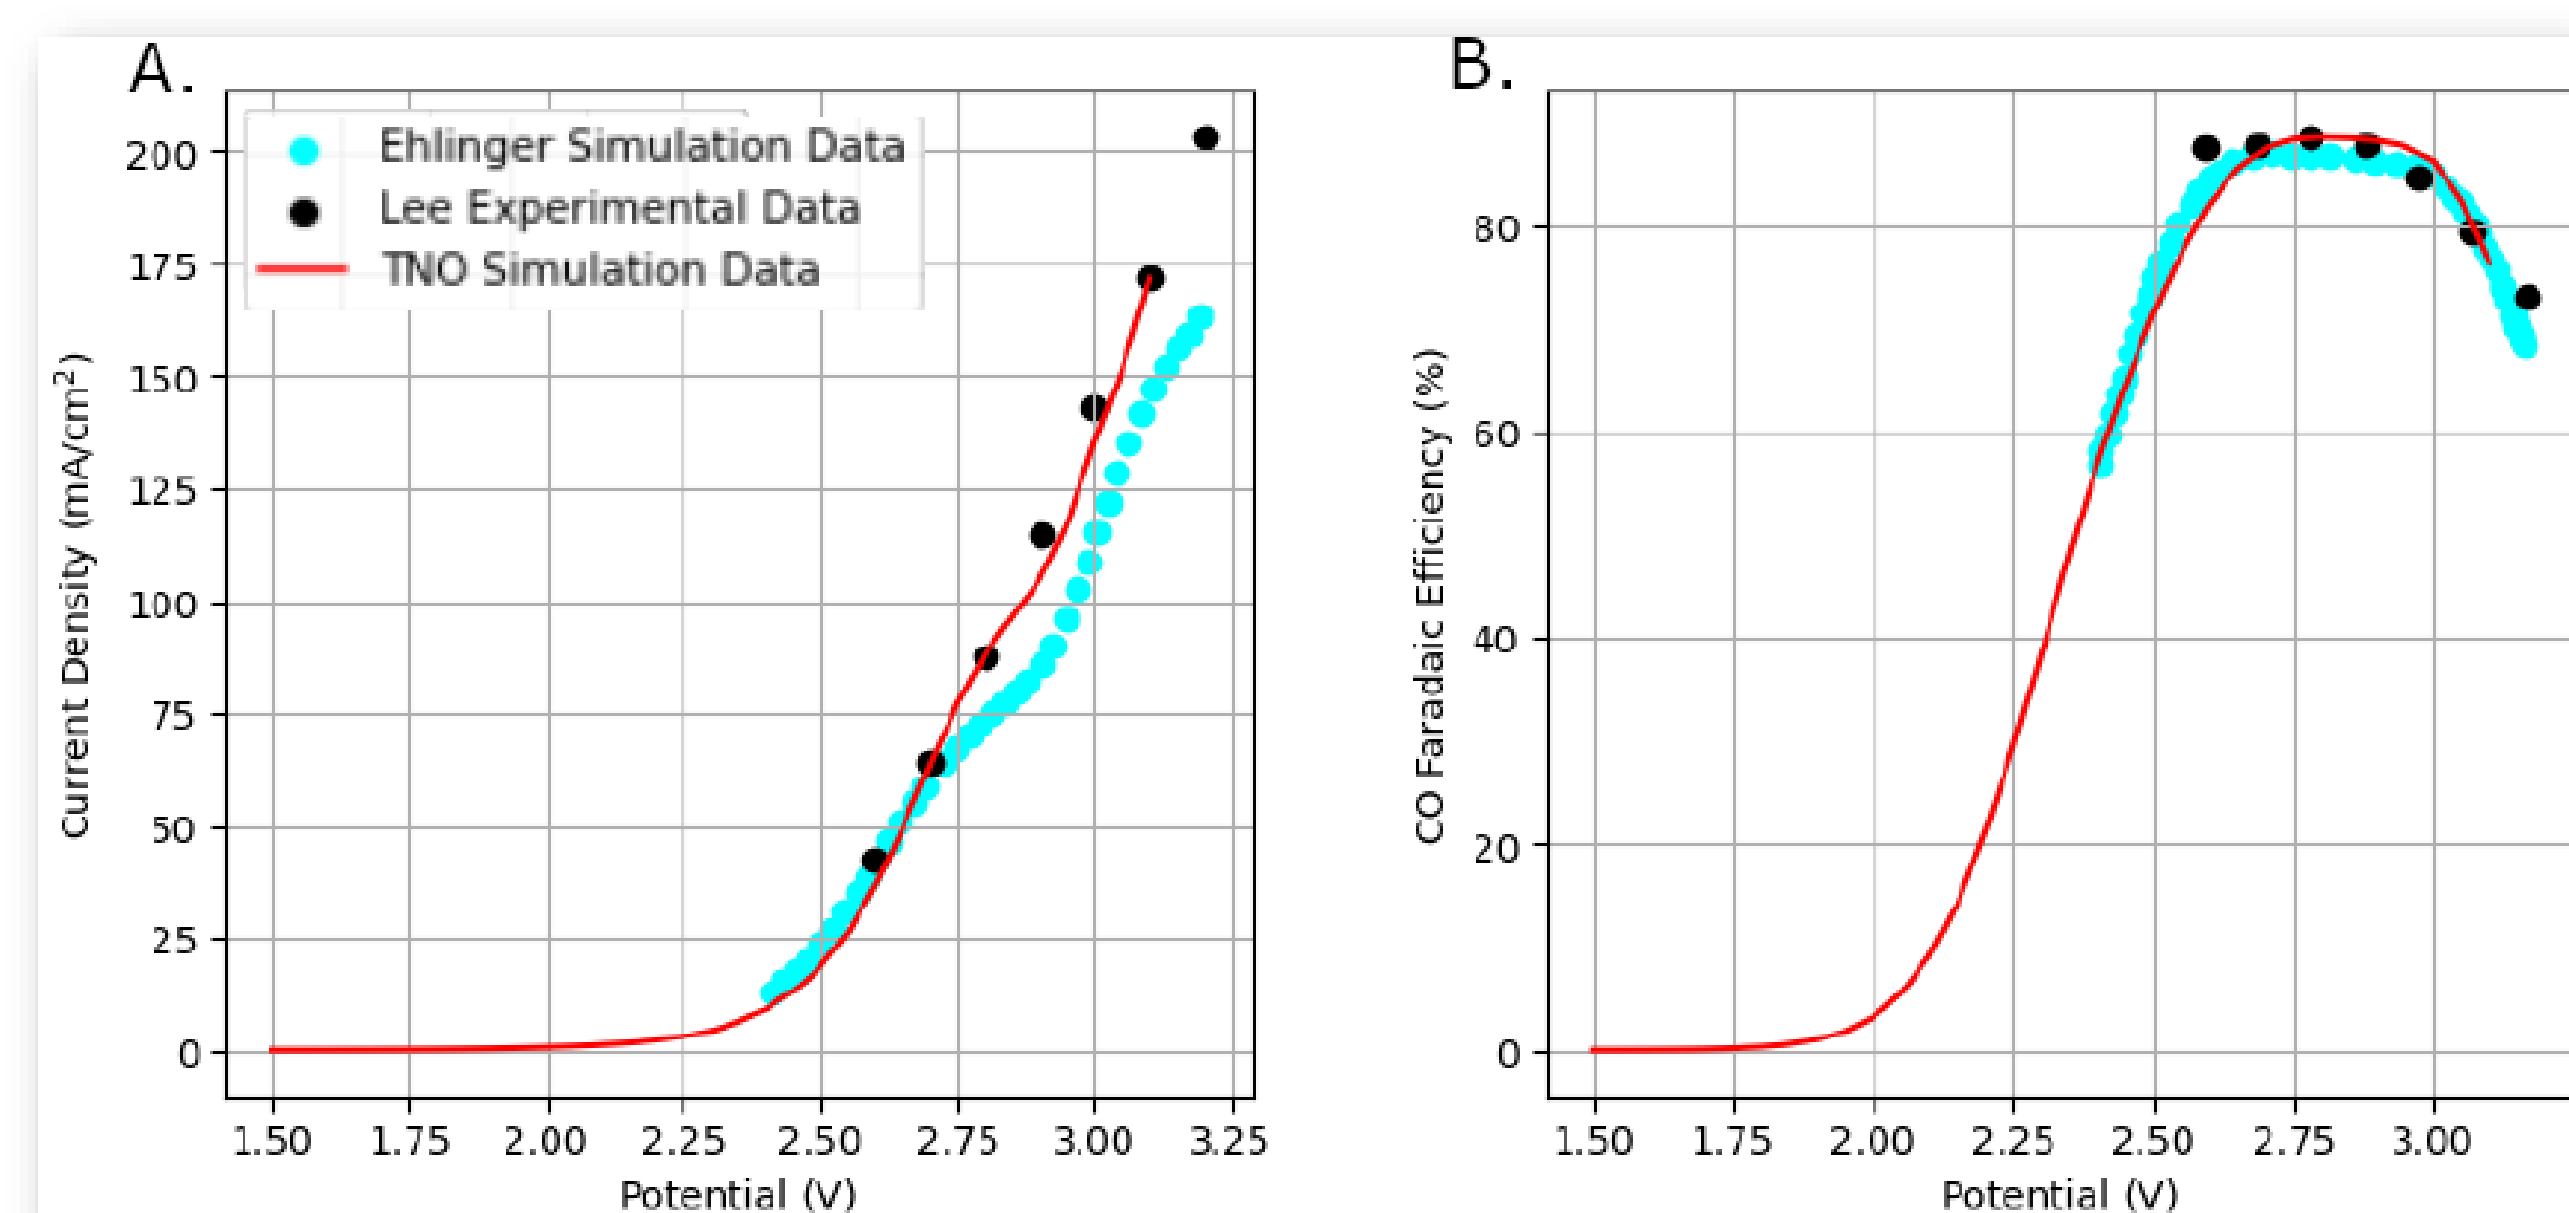 A.
Ehlinger Simulation Data
Lee Experimental Data
TNO Simulation Data
200
175
150
125
100
75
50
25
0
Current Density (mA/cm²)
1.50 1.75 2.00 2.25 2.50 2.75 3.00 3.25
Potential (V)
B.
80
60
40
20
0
CO Faradaic Efficiency (%)
1.50 1.75 2.00 2.25 2.50 2.75 3.00
Potential (V)